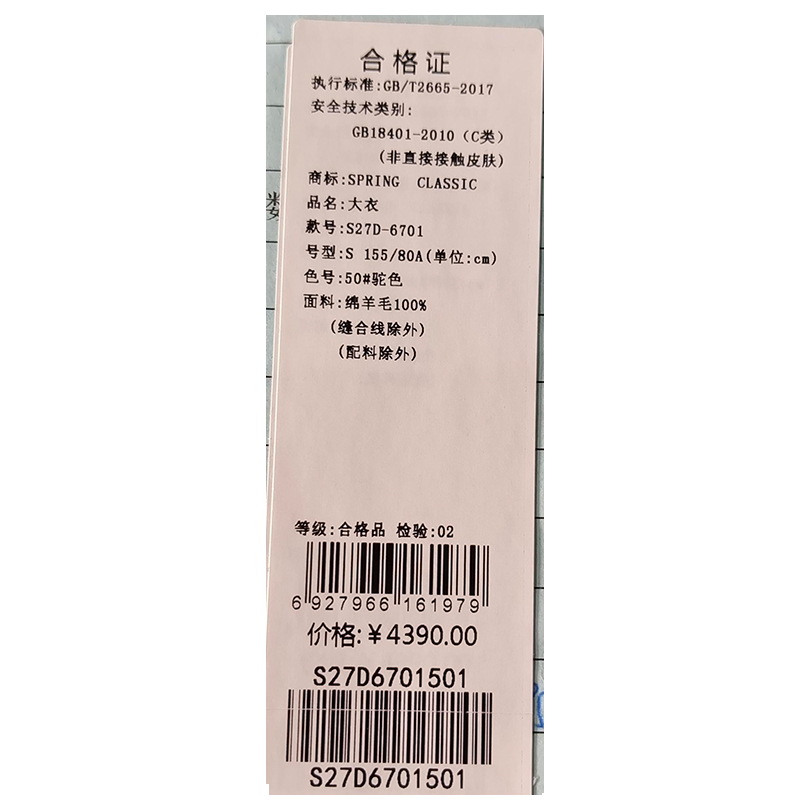 合格证
执行标准:GB/T2665-2017
安全技术类别:
GB18401-2010（C类）
(非直接接触皮肤)
商标:SPRING CLASSIC
品名:大衣
款号:S27D-6701
号型:S 155/80A(单位:cm)
色号:50#驼色
面料:绵羊毛100%
(缝合线除外)
(配料除外)
等级:合格品 检验:02
6 927966 161979
价格:￥4390.00
S27D6701501
S27D6701501